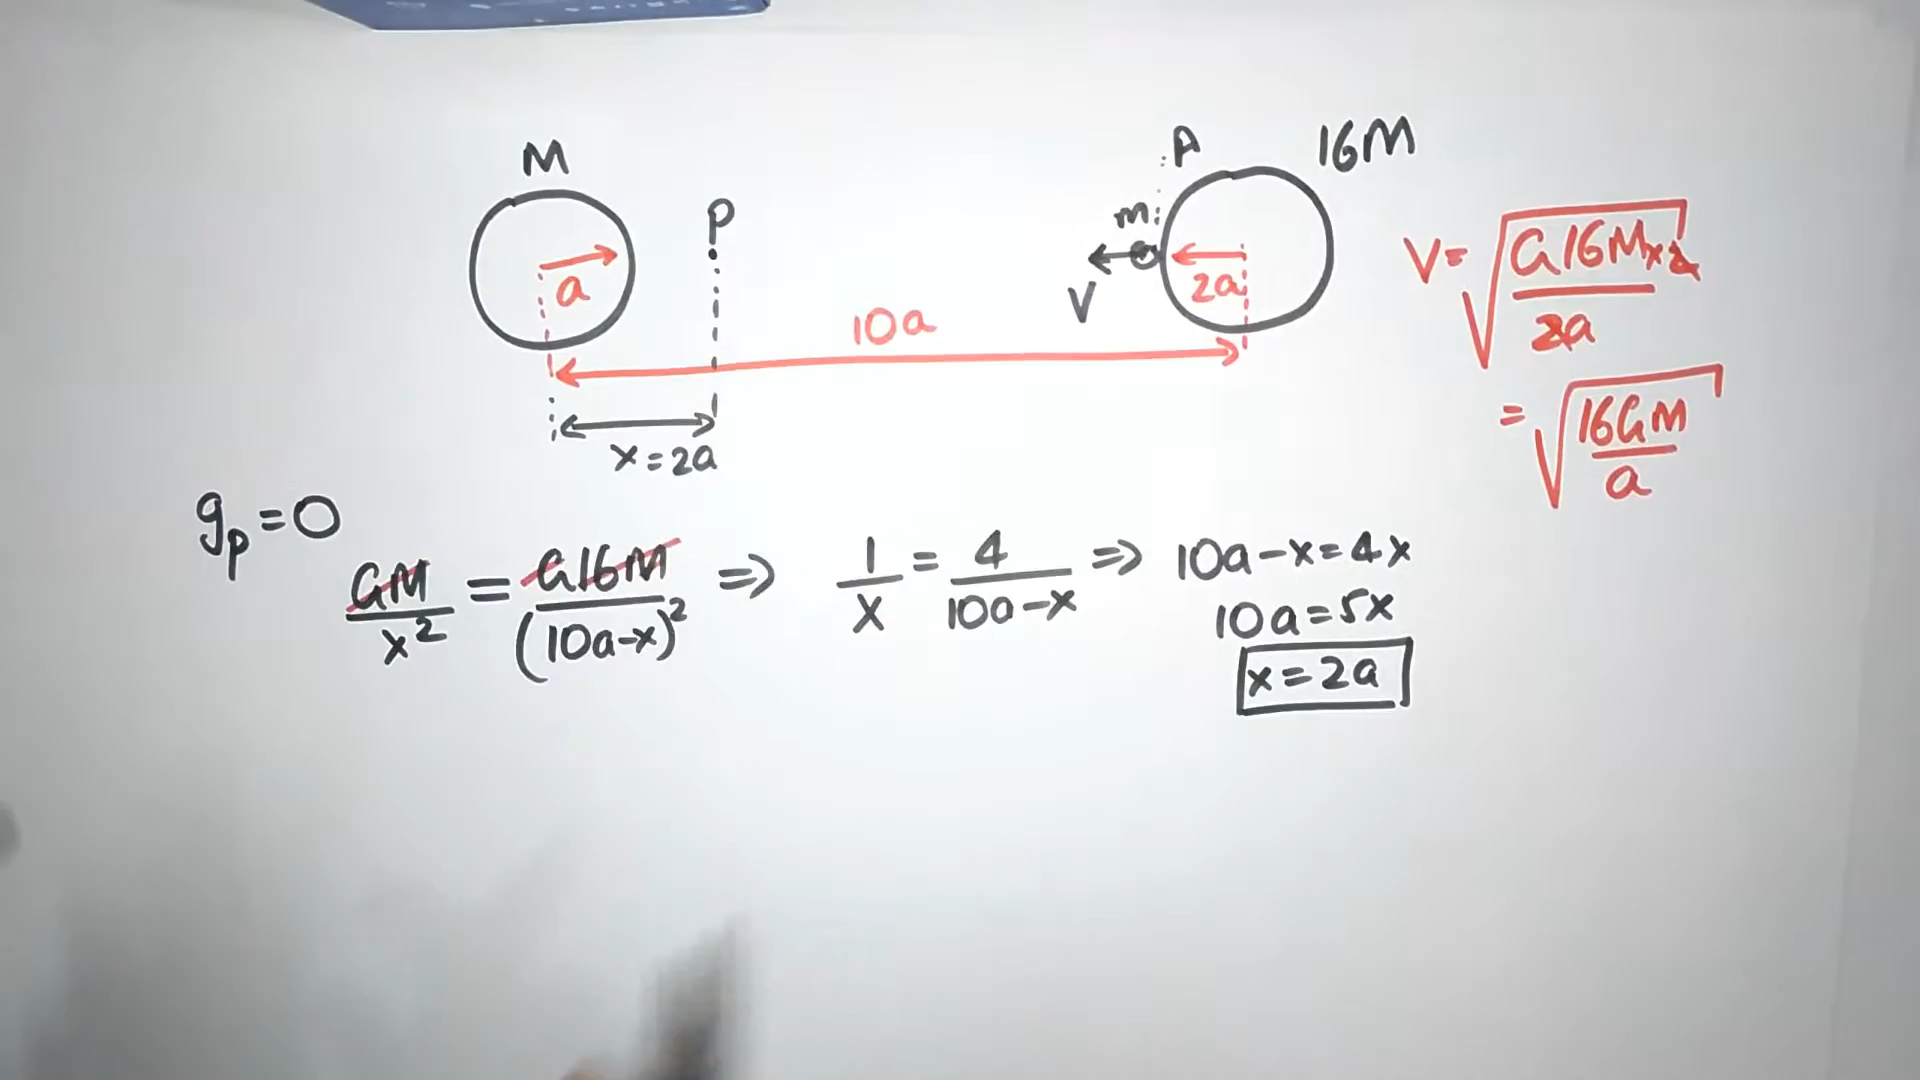 M
P
A
16M
m
a
2a
V
10a
x=2a
V=√(G16M×2/2a)
=√(16GM/a)
gₚ=0
GM/x² = G16M/(10a-x)² ⇒ 1/x = 4/(10a-x) ⇒ 10a-x=4x
10a=5x
x=2a